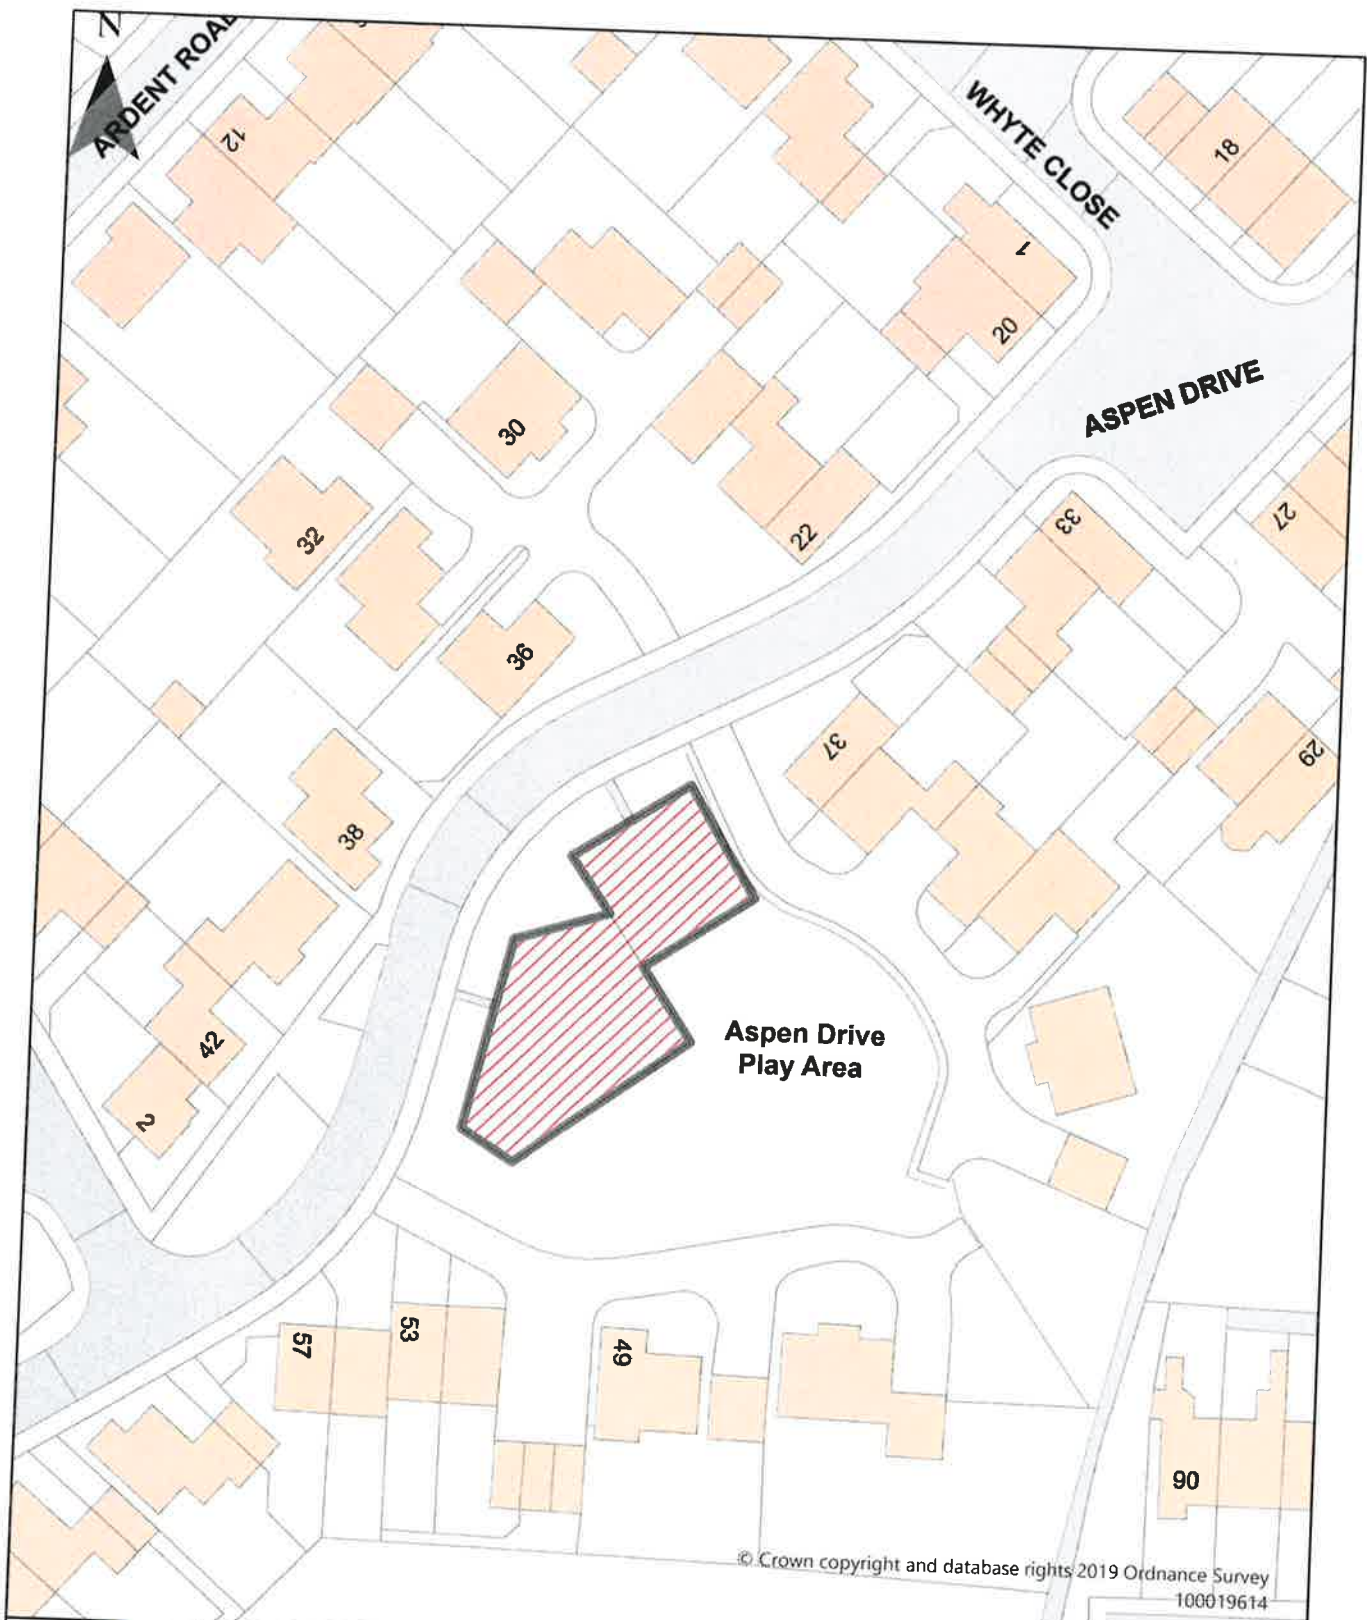 N
ARDENT ROAD
12
WHYTE CLOSE
18
1
20
ASPEN DRIVE
30
22
32
33
27
36
37
29
38
Aspen Drive
Play Area
42
2
57
53
49
90
© Crown copyright and database rights 2019 Ordnance Survey
100019614